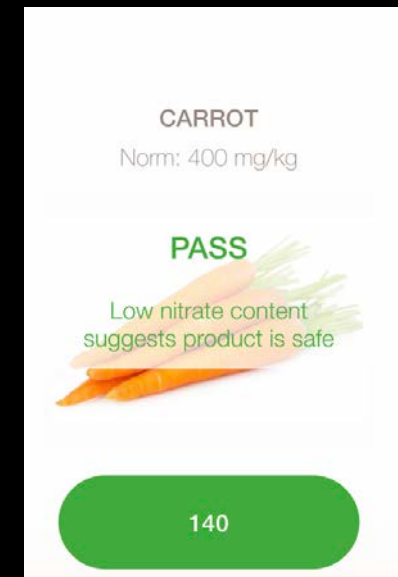 CARROT
Norm: 400 mg/kg
PASS
Low nitrate content
suggests product is safe
140